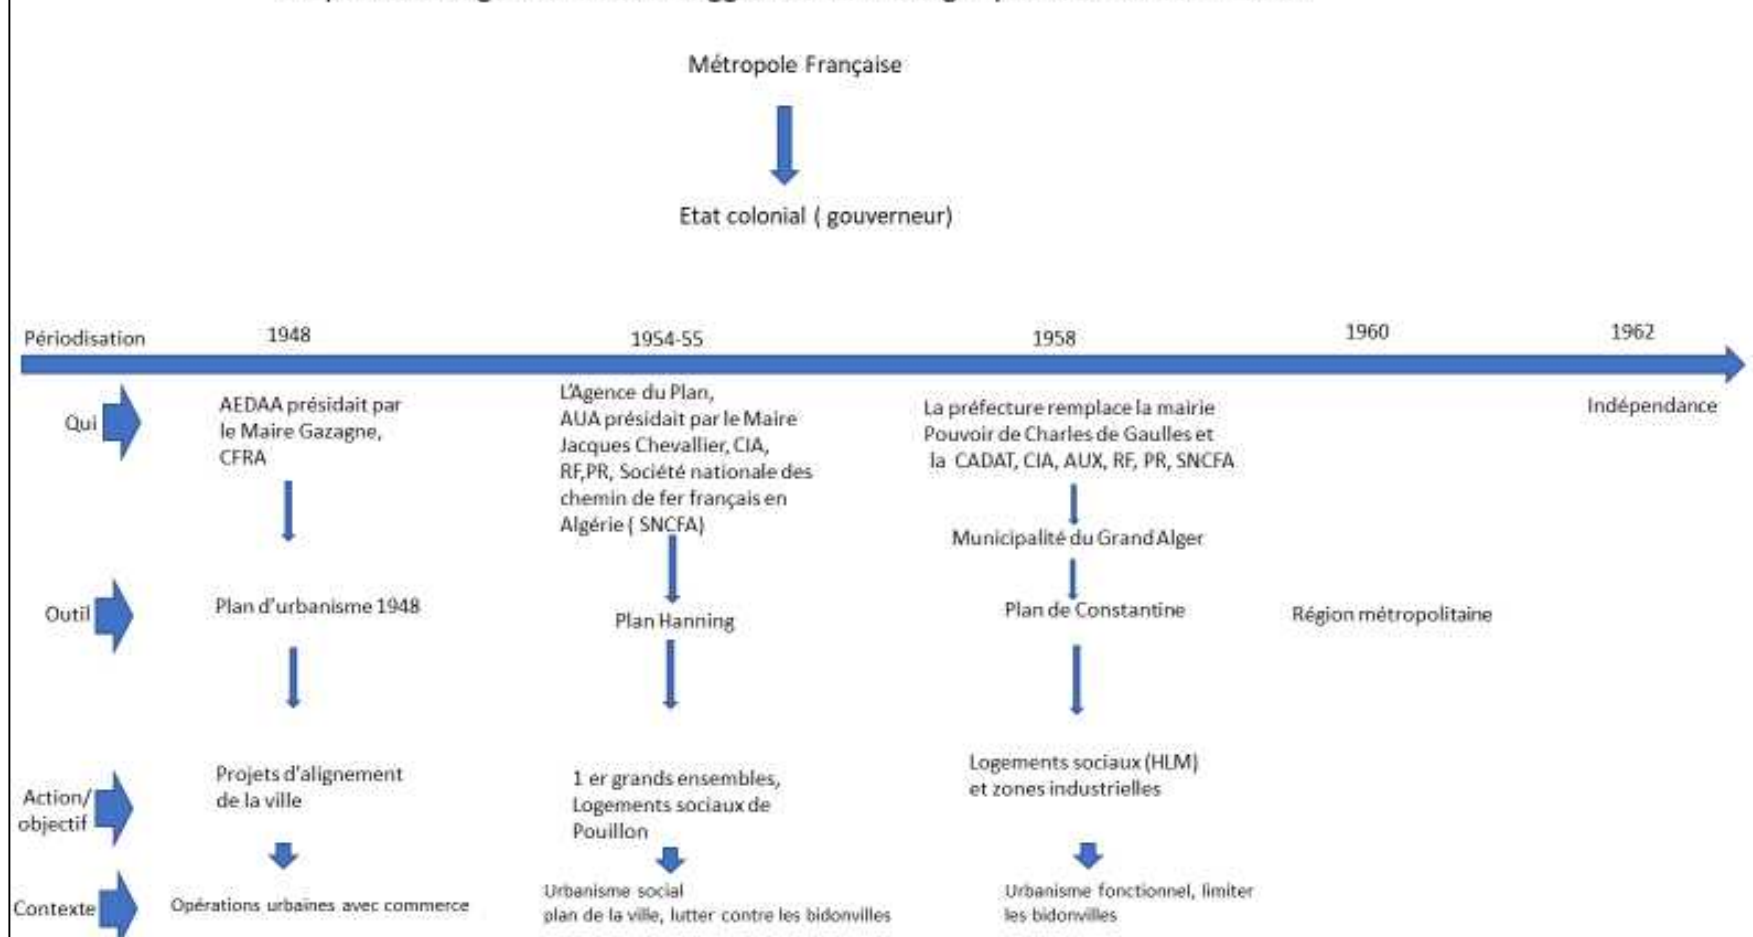 Métropole Française
Etat colonial ( gouverneur)
Périodisation
1948
1954-55
1958
1960
1962
Qui
AEDAA présidait par
le Maire Gazagne,
CFRA
L'Agence du Plan,
AUA présidait par le Maire
Jacques Chevallier, CIA,
RF,PR, Société nationale des
chemin de fer français en
Algérie ( SNCFA)
La préfecture remplace la mairie
Pouvoir de Charles de Gaulles et
la CADAT, CIA, AUX, RF, PR, SNCFA
Indépendance
Municipalité du Grand Alger
Outil
Plan d'urbanisme 1948
Plan Hanning
Plan de Constantine
Région métropolitaine
Action/
objectif
Projets d'alignement
de la ville
1 er grands ensembles,
Logements sociaux de
Pouillon
Logements sociaux (HLM)
et zones industrielles
Contexte
Opérations urbaines avec commerce
Urbanisme social
plan de la ville, lutter contre les bidonvilles
Urbanisme fonctionnel, limiter
les bidonvilles